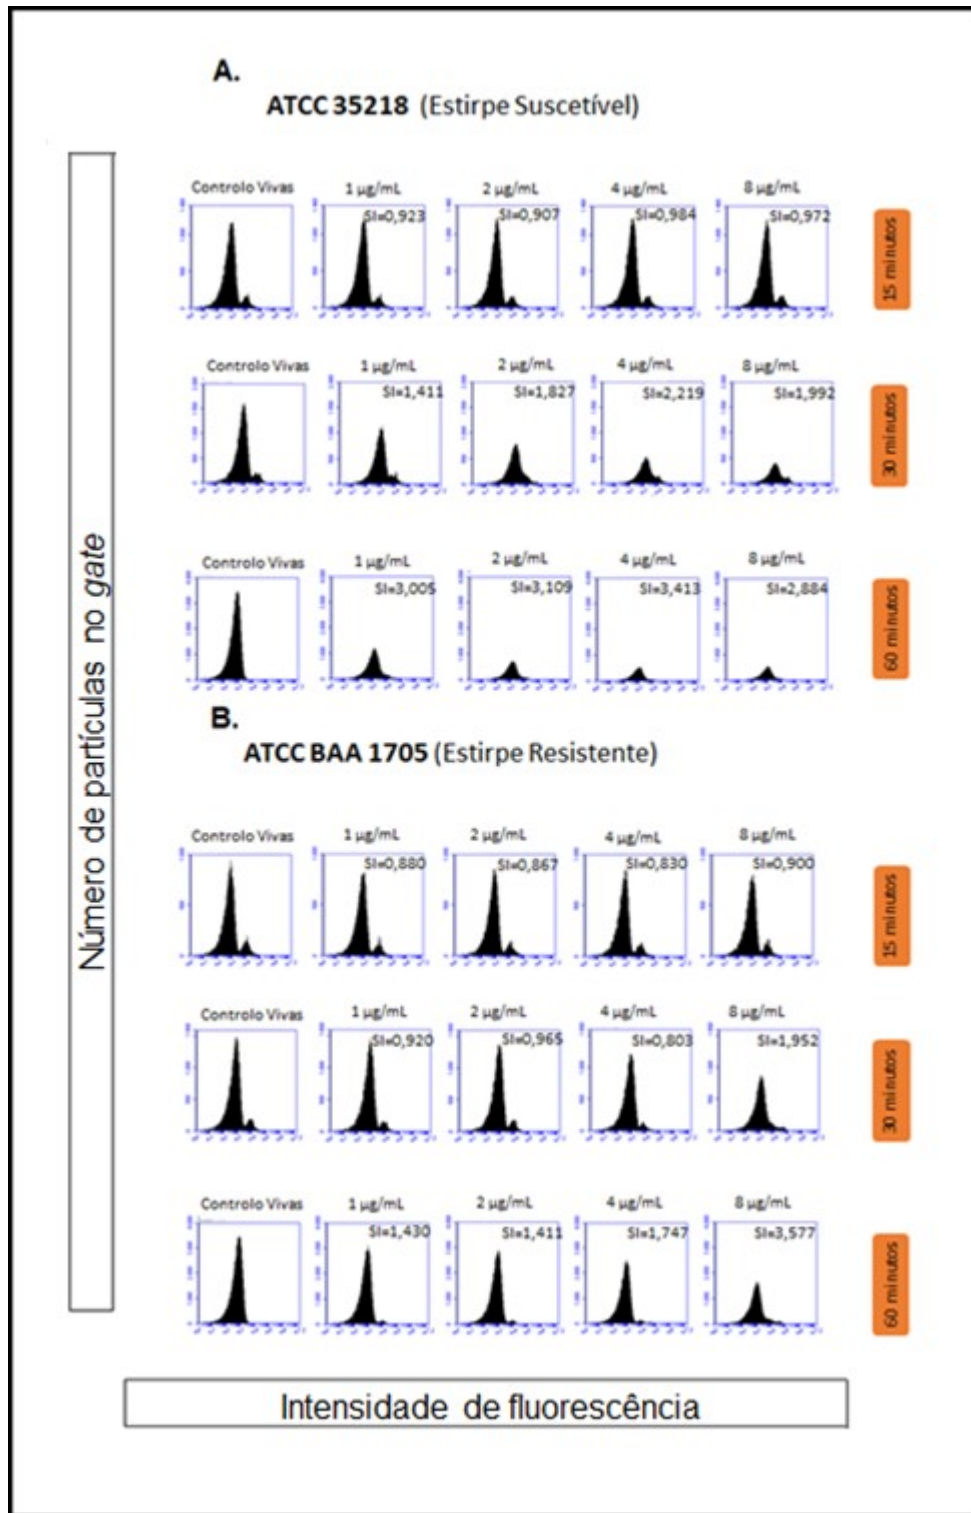 A.
ATCC 35218 (Estirpe Suscetível)
Controlo Vivas 1 µg/mL 2 µg/mL 4 µg/mL 8 µg/mL
SI=0,923 SI=0,907 SI=0,984 SI=0,972
15 minutos
Controlo Vivas 1 µg/mL 2 µg/mL 4 µg/mL 8 µg/mL
SI=1,411 SI=1,827 SI=2,219 SI=1,992
30 minutos
Controlo Vivas 1 µg/mL 2 µg/mL 4 µg/mL 8 µg/mL
SI=3,005 SI=3,109 SI=3,413 SI=2,884
60 minutos
B.
ATCC BAA 1705 (Estirpe Resistente)
Controlo Vivas 1 µg/mL 2 µg/mL 4 µg/mL 8 µg/mL
SI=0,880 SI=0,867 SI=0,830 SI=0,900
15 minutos
Controlo Vivas 1 µg/mL 2 µg/mL 4 µg/mL 8 µg/mL
SI=0,920 SI=0,965 SI=0,803 SI=1,952
30 minutos
Controlo Vivas 1 µg/mL 2 µg/mL 4 µg/mL 8 µg/mL
SI=1,430 SI=1,411 SI=1,747 SI=3,577
60 minutos
Número de partículas no gate
Intensidade de fluorescência